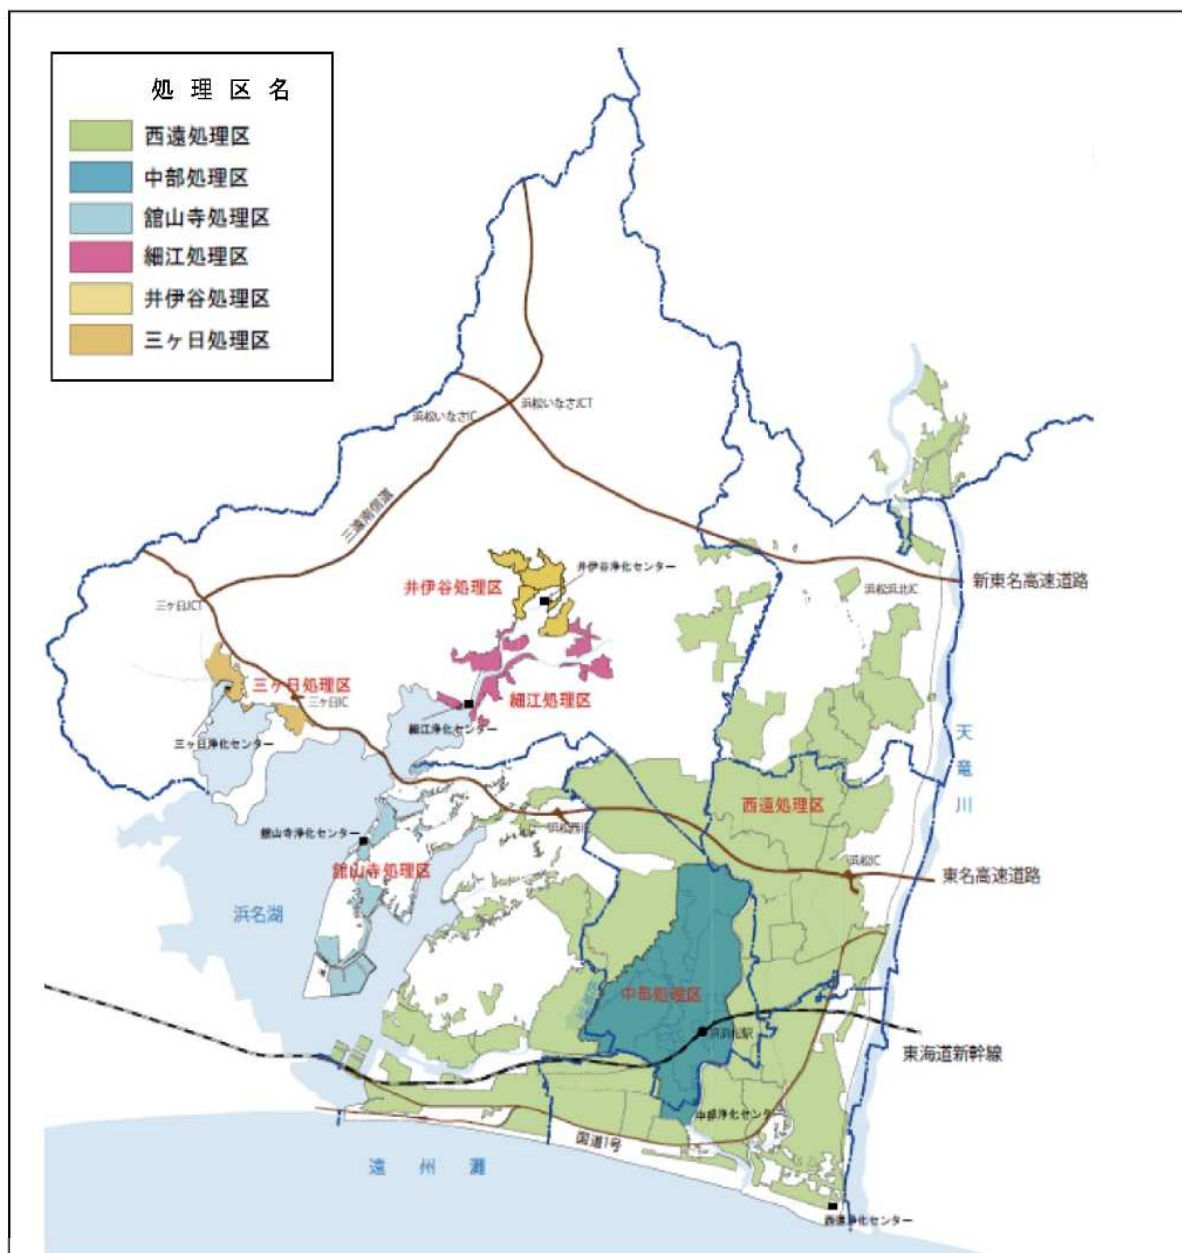 処理区名
西遠処理区
中部処理区
舘山寺処理区
細江処理区
井伊谷処理区
三ヶ日処理区
浜松いなさIC
浜松いなさJCT
三遠南信道
井伊谷浄化センター
井伊谷処理区
新東名高速道路
浜松浜北IC
三ヶ日JCT
三ヶ日処理区
三ヶ日IC
細江処理区
細江浄化センター
三ヶ日浄化センター
天竜川
西遠処理区
浜松西IC
舘山寺浄化センター
舘山寺処理区
浜松IC
東名高速道路
浜名湖
中部処理区
浜松駅
東海道新幹線
中部浄化センター
国道1号
遠州灘
西遠浄化センター